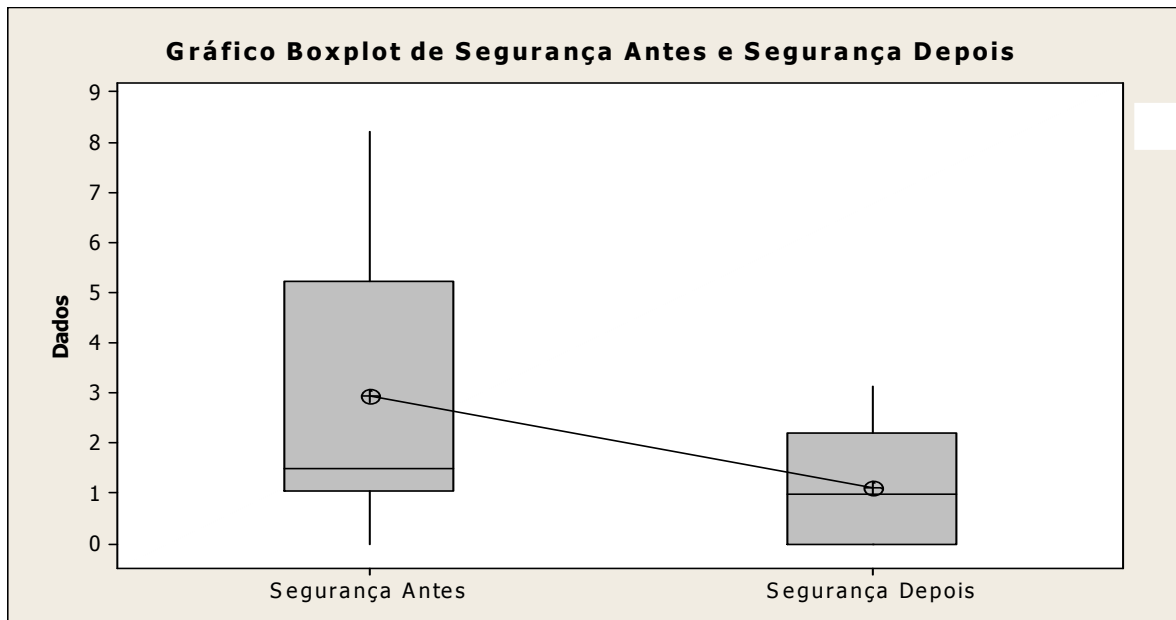 Gráfico Boxplot de Segurança Antes e Segurança Depois
9
8
7
6
5
4
3
2
1
0
Dados
Segurança Antes
Segurança Depois